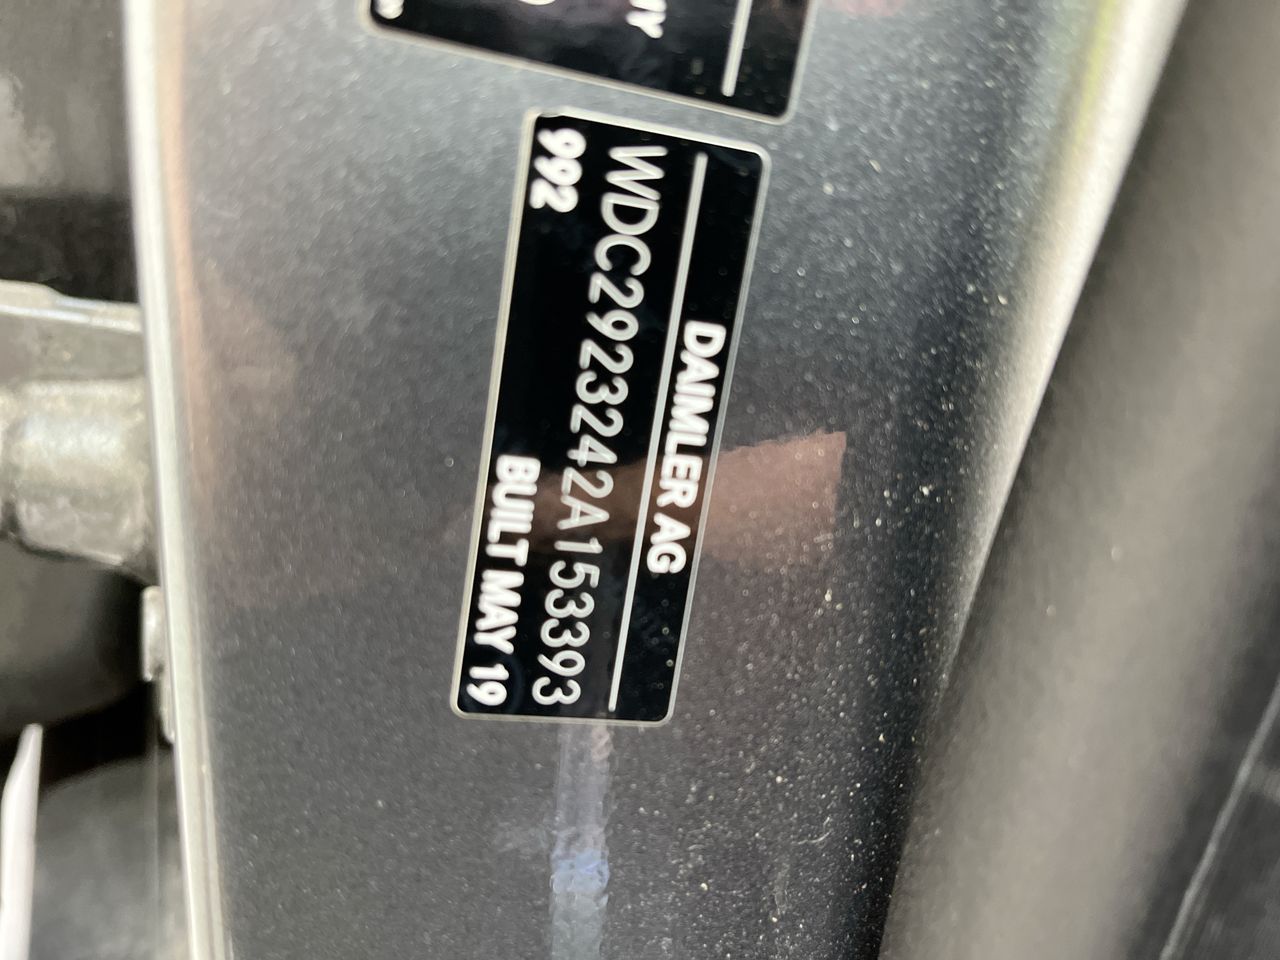 DAIMLER AG
WDC2923242A153393
992 BUILT MAY 19